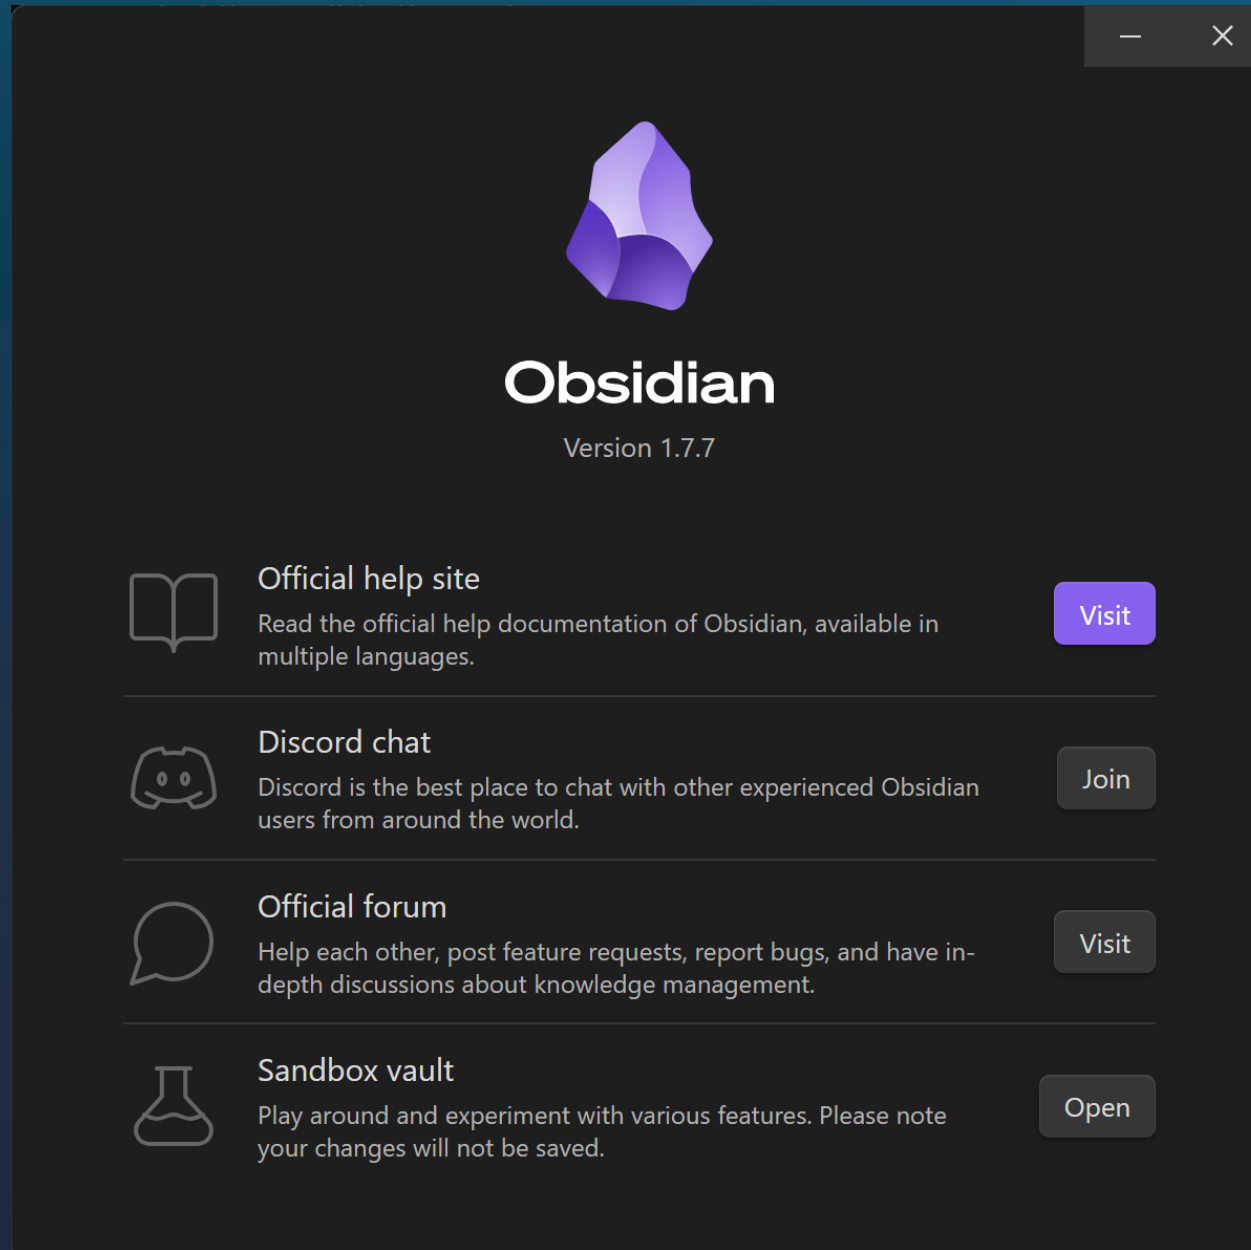 Obsidian
Version 1.7.7
Official help site
Read the official help documentation of Obsidian, available in
multiple languages.
Visit
Discord chat
Discord is the best place to chat with other experienced Obsidian
users from around the world.
Join
Official forum
Help each other, post feature requests, report bugs, and have in-
depth discussions about knowledge management.
Visit
Sandbox vault
Play around and experiment with various features. Please note
your changes will not be saved.
Open